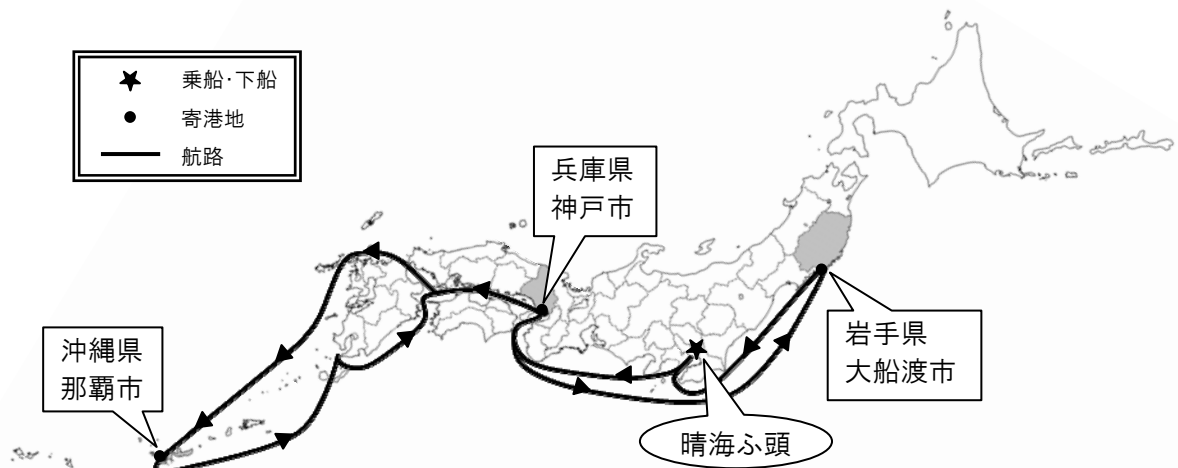 乗船・下船
寄港地
航路
兵庫県
神戸市
沖縄県
那覇市
岩手県
大船渡市
晴海ふ頭